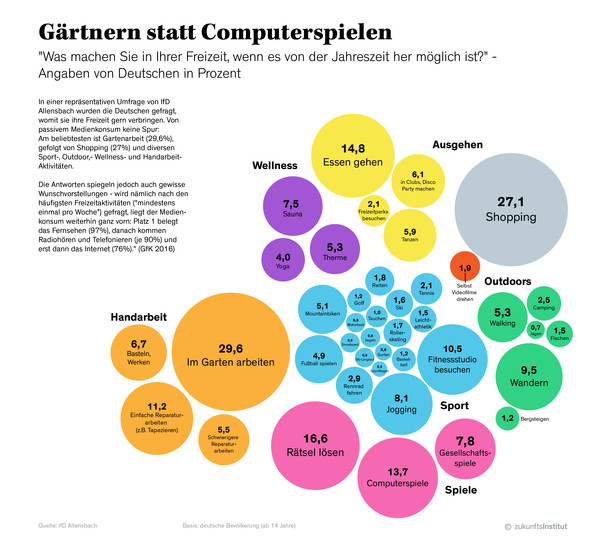 Gärtnern statt Computerspielen
"Was machen Sie in Ihrer Freizeit, wenn es von der Jahreszeit her möglich ist?" -
Angaben von Deutschen in Prozent
In einer repräsentativen Umfrage von IfD
Allensbach wurden die Deutschen gefragt,
womit sie ihre Freizeit gern verbringen. Von
passivem Medienkonsum keine Spur:
Am beliebtesten ist Gartenarbeit (29,6%),
gefolgt von Shopping (27%) und diversen
Sport-, Outdoor,- Wellness- und Handarbeit-
Aktivitäten.
Die Antworten spiegeln jedoch auch gewisse
Wunschvorstellungen - wird nämlich nach den
häufigsten Freizeitaktivitäten ("mindestens
einmal pro Woche") gefragt, liegt der Medien-
konsum weiterhin ganz vorn: Platz 1 belegt
das Fernsehen (97%), danach kommen
Radiohören und Telefonieren (je 90%) und
erst dann das Internet (76%)." (GfK 2016)
Ausgehen
14,8
Essen gehen
6,1
in Clubs, Disco
Party machen
2,1
Freizeitparks
besuchen
5,9
Tanzen
Wellness
7,5
Sauna
4,0
Yoga
5,3
Therme
27,1
Shopping
1,9
Selbst
Videofilme
drehen
Outdoors
5,3
Walking
2,5
Camping
0,7
Jagen
1,5
Fischen
9,5
Wandern
1,2
Bergsteigen
Handarbeit
6,7
Basteln,
Werken
29,6
Im Garten arbeiten
11,2
Einfache Reparatur-
arbeiten
(z.B. Tapezieren)
5,5
Schwierigere
Reparatur-
arbeiten
1,8
Reiten
5,1
Mountainbiken
1,2
Golf
1,6
Ski
2,1
Tennis
1,0
Tauchen
1,5
Leicht-
athletik
1,7
Roller-
skating
4,9
Fußball spielen
1,2
Basket-
ball
2,9
Rennrad
fahren
10,5
Fitnessstudio
besuchen
8,1
Jogging
Sport
16,6
Rätsel lösen
13,7
Computerspiele
7,8
Gesellschafts-
spiele
Spiele
Quelle: IfD Allensbach
Basis: deutsche Bevölkerung (ab 14 Jahre)
© zukunftsInstitut